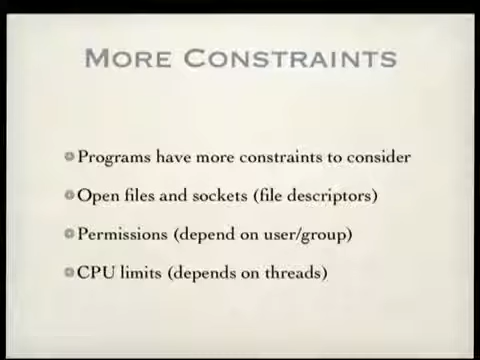 MORE CONSTRAINTS
Programs have more constraints to consider
Open files and sockets (file descriptors)
Permissions (depend on user/group)
CPU limits (depends on threads)